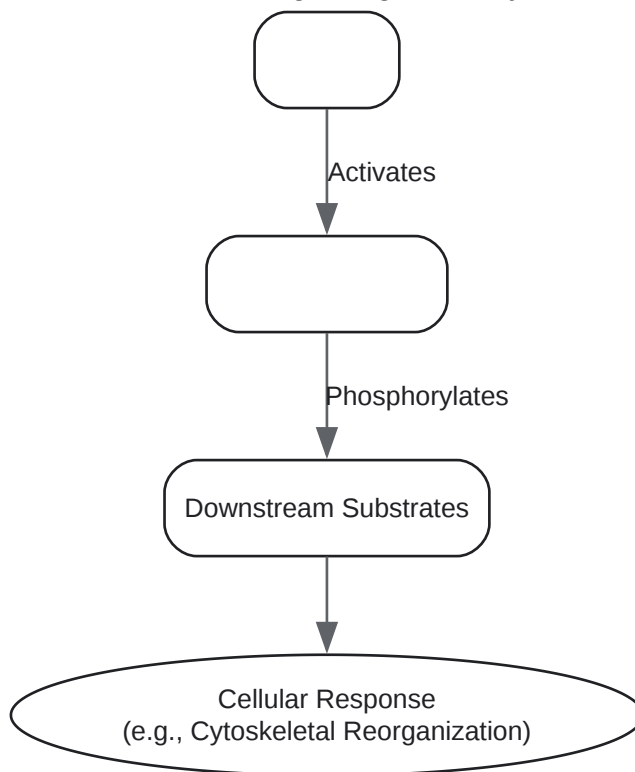 Activates
Phosphorylates
Downstream Substrates
Cellular Response
(e.g., Cytoskeletal Reorganization)